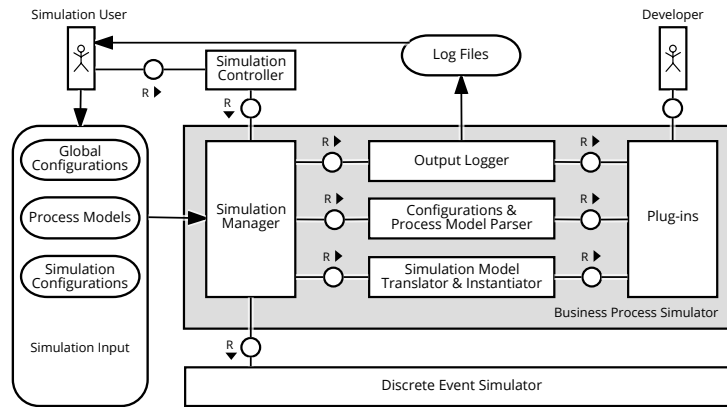 Simulation User
Developer
Simulation
Controller
Log Files
R
R
Global
Configurations
Process Models
Simulation
Configurations
Simulation Input
Simulation
Manager
R
Output Logger
R
R
Configurations &
Process Model Parser
R
R
Simulation Model
Translator & Instantiator
R
Plug-ins
Business Process Simulator
R
Discrete Event Simulator